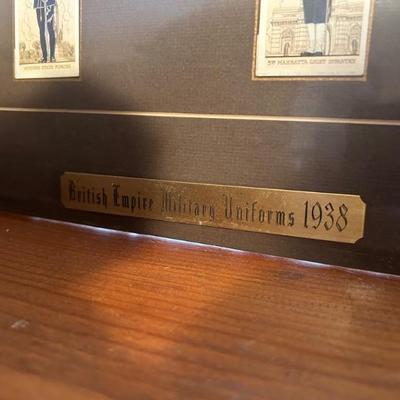 5TH MAHRATTA LIGHT INFANTRY
British Empire Military Uniforms 1938